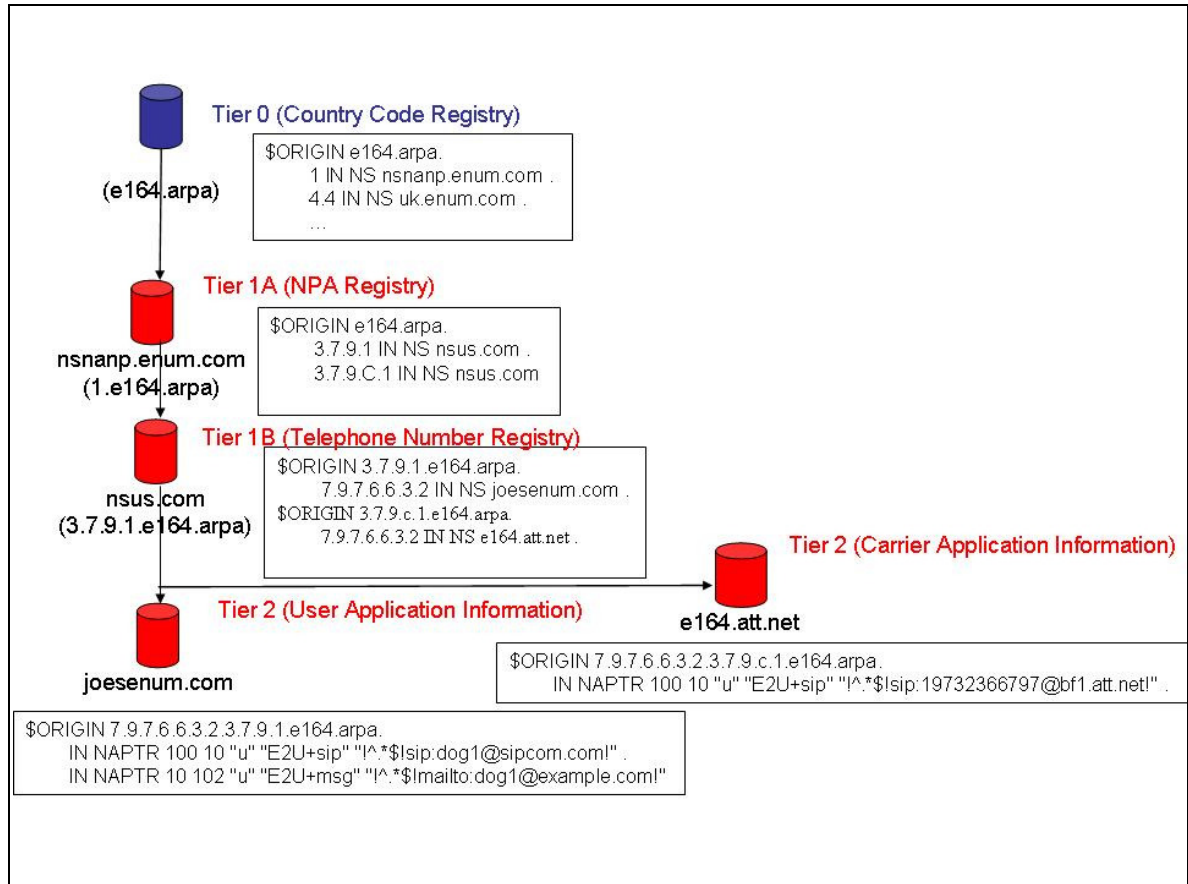 Tier 0 (Country Code Registry)
$ORIGIN e164.arpa.
1 IN NS nsnanp.enum.com .
4.4 IN NS uk.enum.com .
...
(e164.arpa)
Tier 1A (NPA Registry)
$ORIGIN e164.arpa.
3.7.9.1 IN NS nsus.com .
3.7.9.C.1 IN NS nsus.com
nsnanp.enum.com
(1.e164.arpa)
Tier 1B (Telephone Number Registry)
$ORIGIN 3.7.9.1.e164.arpa.
7.9.7.6.6.3.2 IN NS joesenum.com .
$ORIGIN 3.7.9.c.1.e164.arpa.
7.9.7.6.6.3.2 IN NS e164.att.net .
nsus.com
(3.7.9.1.e164.arpa)
Tier 2 (Carrier Application Information)
e164.att.net
$ORIGIN 7.9.7.6.6.3.2.3.7.9.c.1.e164.arpa.
IN NAPTR 100 10 "u" "E2U+sip" "!^.*$!sip:19732366797@bf1.att.net!" .
Tier 2 (User Application Information)
joesenum.com
$ORIGIN 7.9.7.6.6.3.2.3.7.9.1.e164.arpa.
IN NAPTR 100 10 "u" "E2U+sip" "!^.*$!sip:dog1@sipcom.com!" .
IN NAPTR 10 102 "u" "E2U+msg" "!^.*$!mailto:dog1@example.com!"